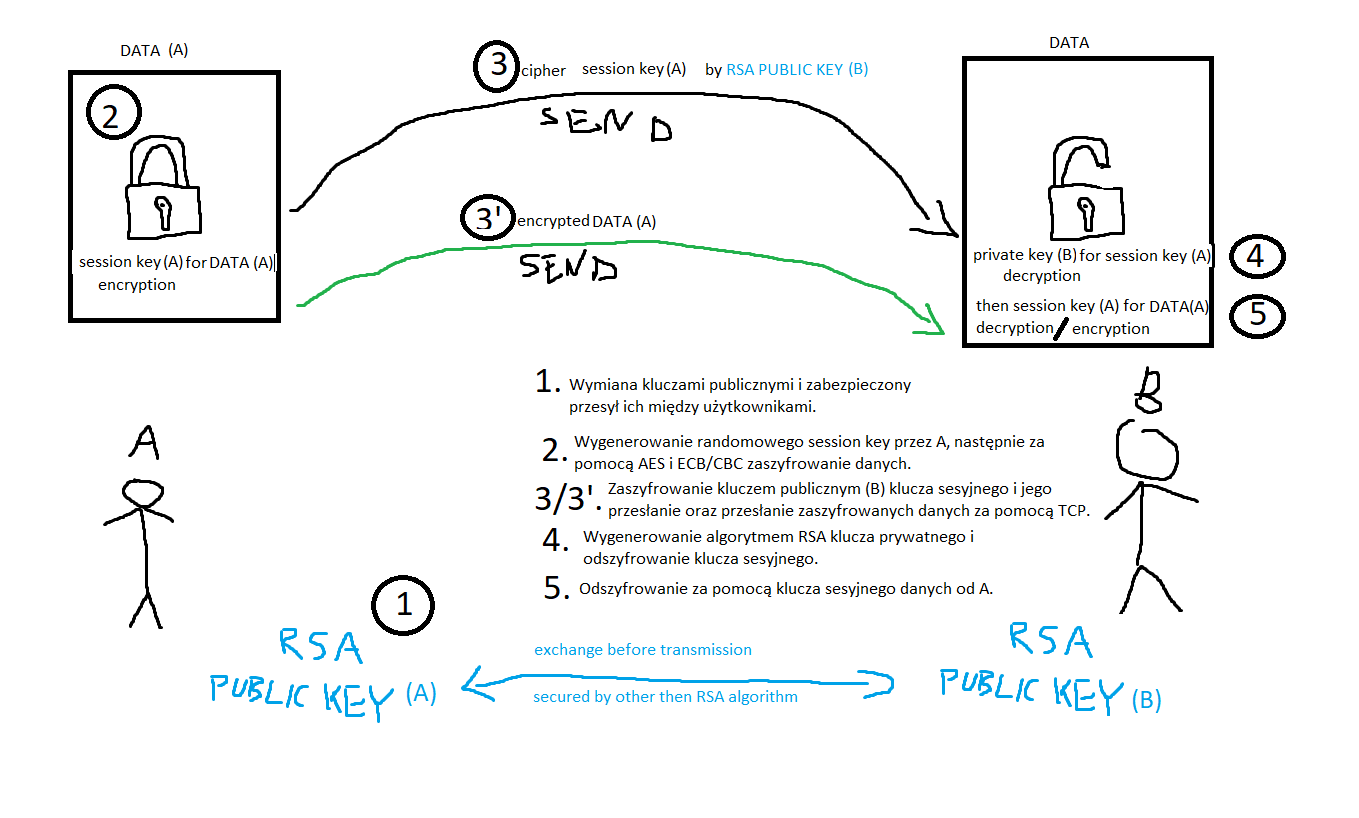 DATA (A)
2
session key (A) for DATA (A)
encryption
3 cipher session key (A) by RSA PUBLIC KEY (B)
SEND
3' encrypted DATA (A)
SEND
DATA
private key (B) for session key (A)
decryption
4
then session key (A) for DATA(A)
decryption / encryption
5
1. Wymiana kluczami publicznymi i zabezpieczony
przesył ich między użytkownikami.
2. Wygenerowanie randomowego session key przez A, następnie za
pomocą AES i ECB/CBC zaszyfrowanie danych.
3/3'. Zaszyfrowanie kluczem publicznym (B) klucza sesyjnego i jego
przesłanie oraz przesłanie zaszyfrowanych danych za pomocą TCP.
4. Wygenerowanie algorytmem RSA klucza prywatnego i
odszyfrowanie klucza sesyjnego.
5. Odszyfrowanie za pomocą klucza sesyjnego danych od A.
A
B
1
RSA
PUBLIC KEY (A)
exchange before transmission
secured by other then RSA algorithm
RSA
PUBLIC KEY (B)